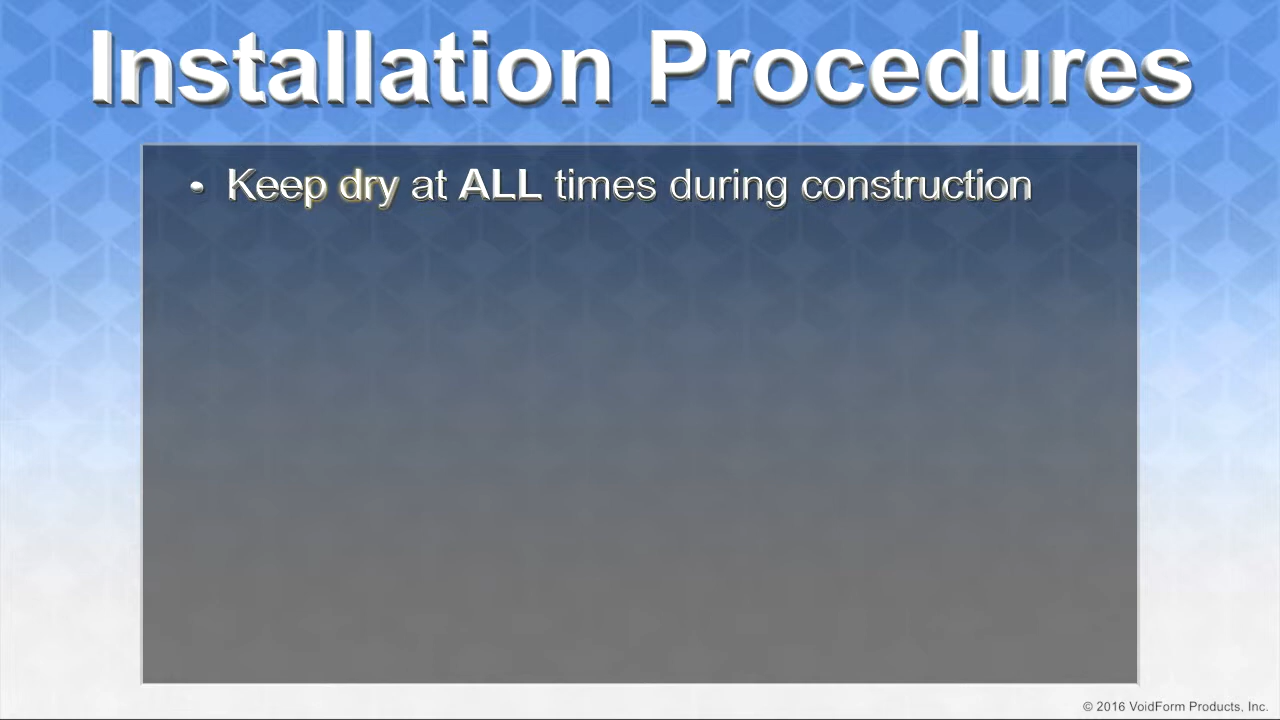 Installation Procedures
• Keep dry at ALL times during construction
© 2016 VoidForm Products, Inc.